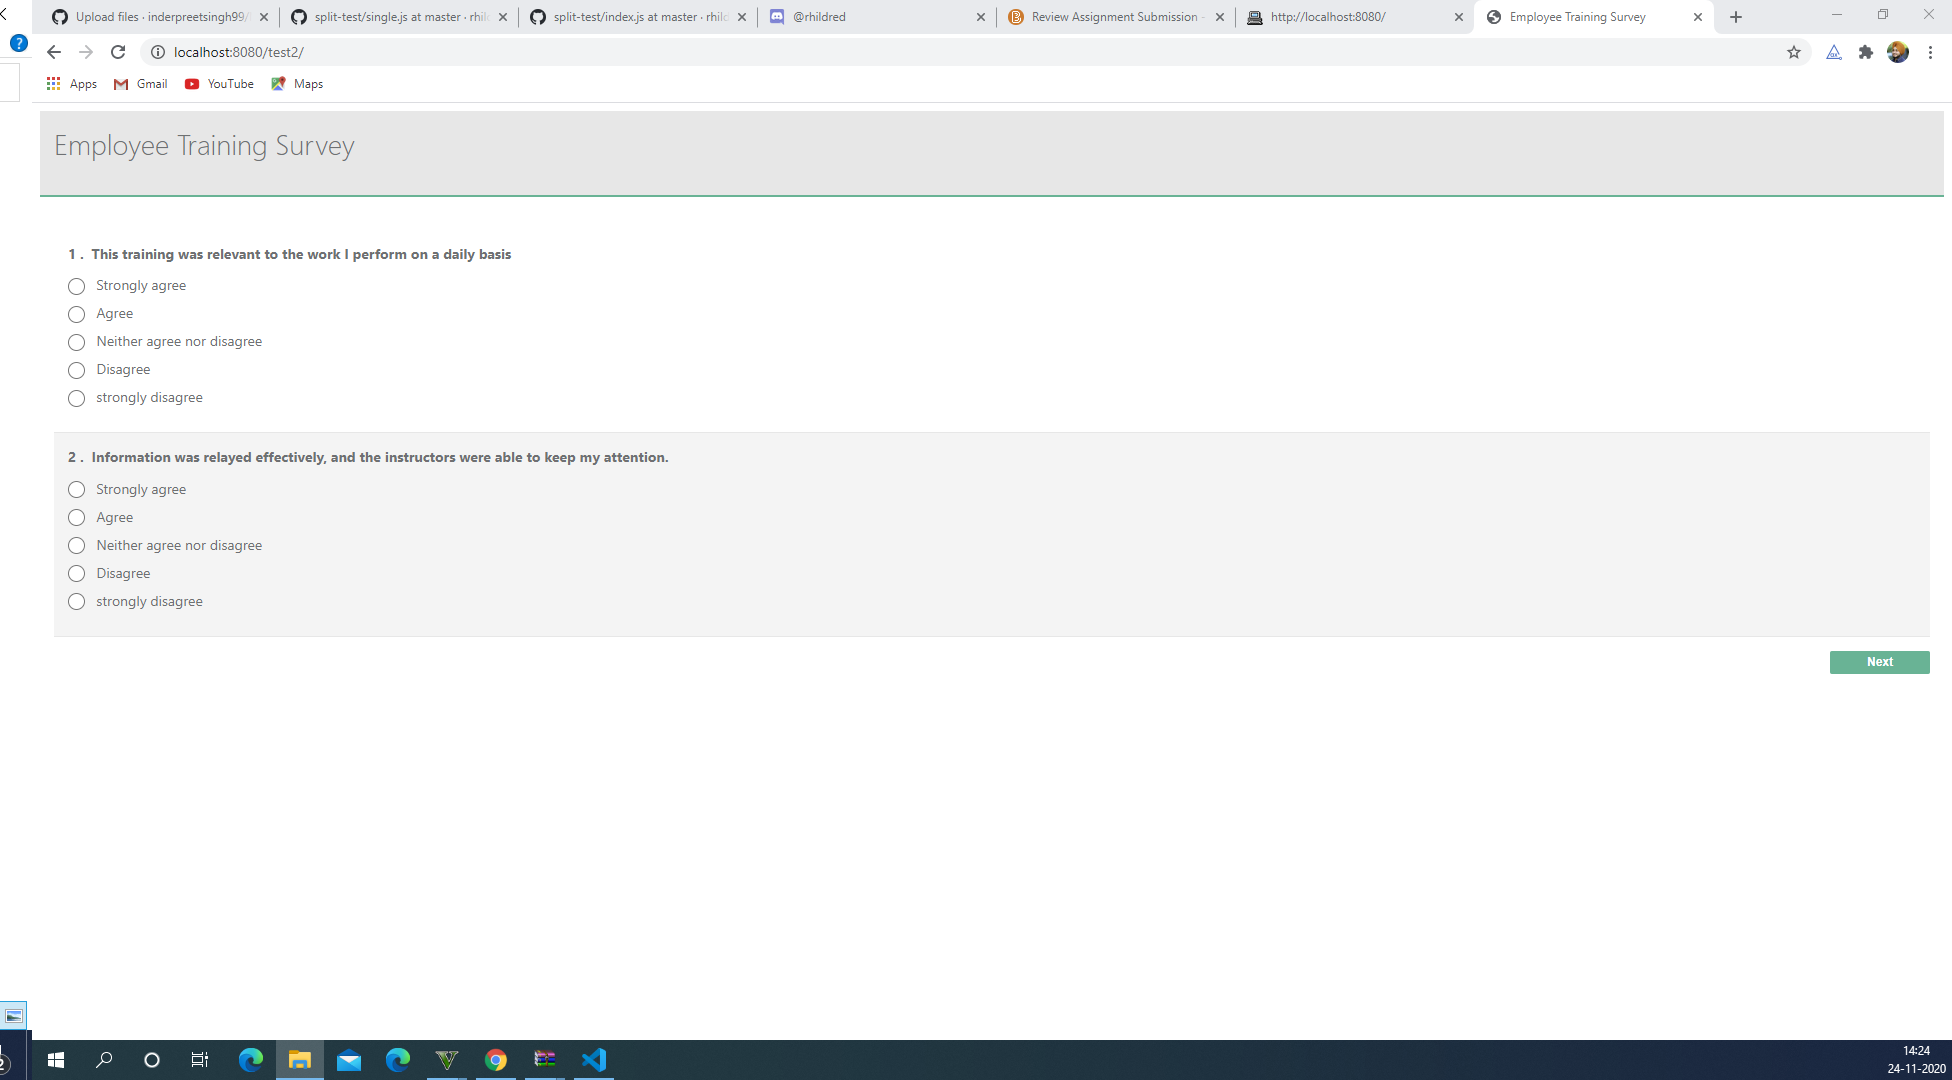 Upload files · inderpreetsingh99/
split-test/single.js at master · rhild
split-test/index.js at master · rhild
@rhildred
Review Assignment Submission -
http://localhost:8080/
Employee Training Survey
localhost:8080/test2/
Apps
Gmail
YouTube
Maps
Employee Training Survey
1 . This training was relevant to the work I perform on a daily basis
Strongly agree
Agree
Neither agree nor disagree
Disagree
strongly disagree
2 . Information was relayed effectively, and the instructors were able to keep my attention.
Strongly agree
Agree
Neither agree nor disagree
Disagree
strongly disagree
Next
14:24
24-11-2020